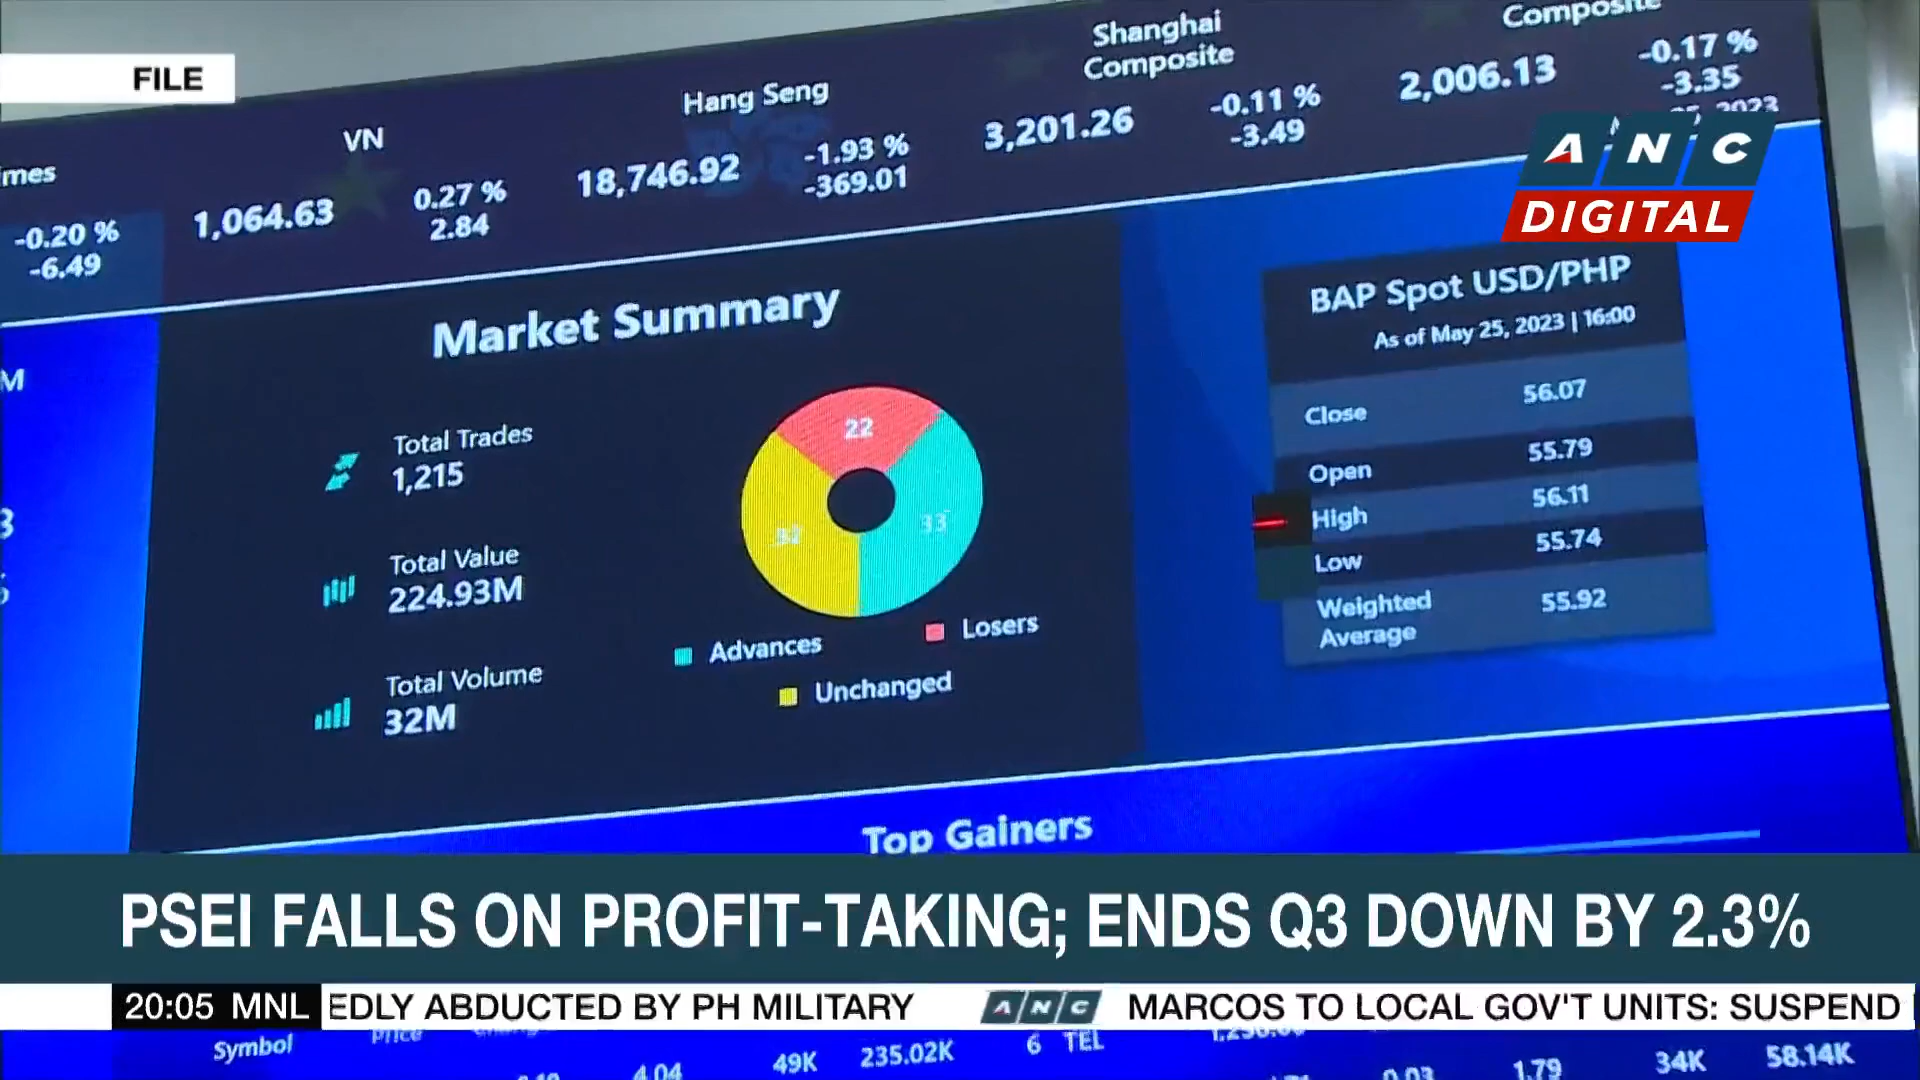 FILE
imes
-0.20 %
-6.49
VN
1,064.63
0.27 %
2.84
Hang Seng
18,746.92
-1.93 %
-369.01
Shanghai
Composite
3,201.26
-0.11 %
-3.49
Composite
2,006.13
-0.17 %
-3.35
2023
ANC
DIGITAL
M
3
Market Summary
Total Trades
1,215
Total Value
224.93M
Total Volume
32M
22
33
32
Advances
Losers
Unchanged
BAP Spot USD/PHP
As of May 25, 2023 | 16:00
Close 56.07
Open 55.79
High 56.11
Low 55.74
Weighted
Average 55.92
Top Gainers
PSEI FALLS ON PROFIT-TAKING; ENDS Q3 DOWN BY 2.3%
20:05 MNL EDLY ABDUCTED BY PH MILITARY ANC MARCOS TO LOCAL GOV'T UNITS: SUSPEND
Symbol Price
4.04 49K 235.02K 6 TEL
0.03 1.79 34K 58.14K